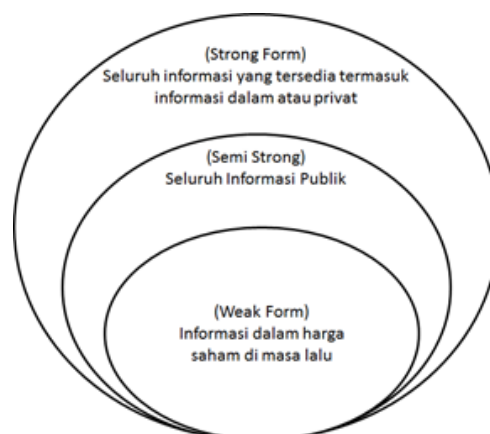 (Strong Form)
Seluruh informasi yang tersedia termasuk
informasi dalam atau privat
(Semi Strong)
Seluruh Informasi Publik
(Weak Form)
Informasi dalam harga
saham di masa lalu